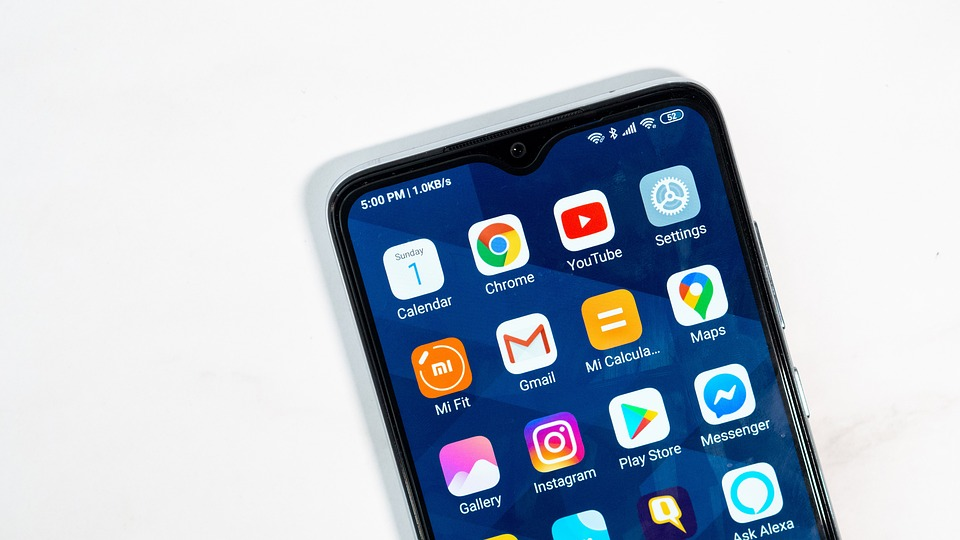 5:00 PM | 1.0KB/s
52
Sunday
1
Calendar
Chrome
YouTube
Settings
mi
Mi Fit
Gmail
Mi Calcula...
Maps
Gallery
Instagram
Play Store
Messenger
Ask Alexa